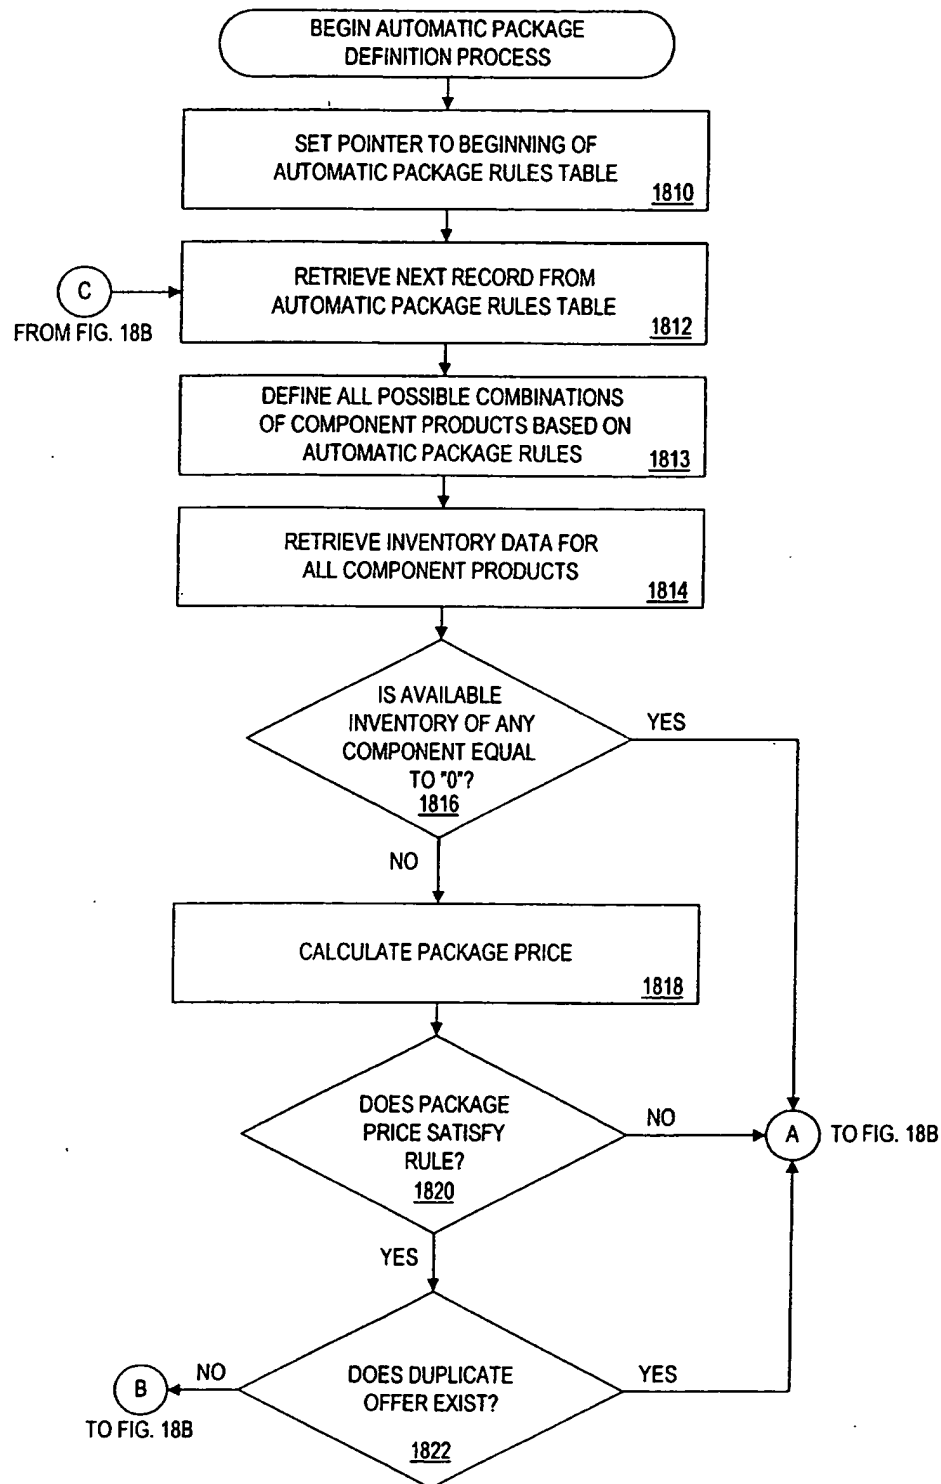 BEGIN AUTOMATIC PACKAGE
DEFINITION PROCESS
SET POINTER TO BEGINNING OF
AUTOMATIC PACKAGE RULES TABLE
1810
C
FROM FIG. 18B
RETRIEVE NEXT RECORD FROM
AUTOMATIC PACKAGE RULES TABLE
1812
DEFINE ALL POSSIBLE COMBINATIONS
OF COMPONENT PRODUCTS BASED ON
AUTOMATIC PACKAGE RULES
1813
RETRIEVE INVENTORY DATA FOR
ALL COMPONENT PRODUCTS
1814
IS AVAILABLE
INVENTORY OF ANY
COMPONENT EQUAL
TO "0"?
1816
YES
NO
CALCULATE PACKAGE PRICE
1818
DOES PACKAGE
PRICE SATISFY
RULE?
1820
NO
A
TO FIG. 18B
YES
DOES DUPLICATE
OFFER EXIST?
1822
YES
NO
B
TO FIG. 18B